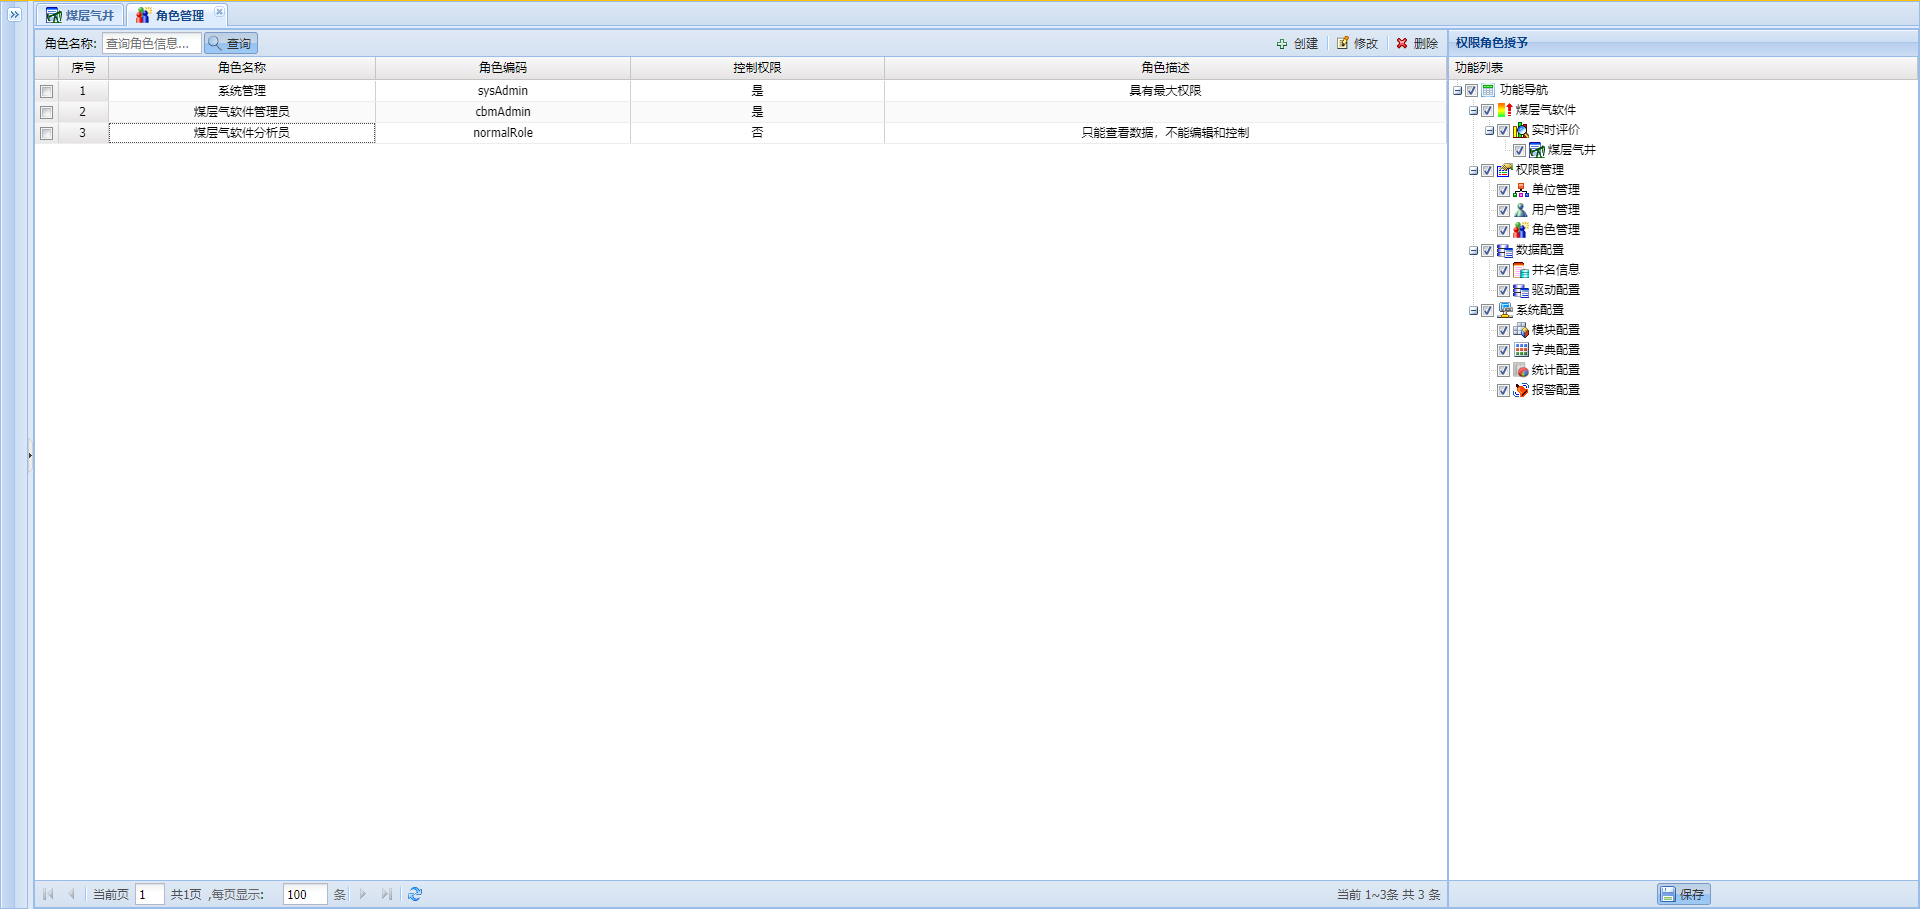 煤层气井 角色管理
角色名称: 查询角色信息... 查询 创建 修改 删除
序号 角色名称 角色编码 控制权限 角色描述
1 系统管理 sysAdmin 是 具有最大权限
2 煤层气软件管理员 cbmAdmin 是
3 煤层气软件分析员 normalRole 否 只能查看数据，不能编辑和控制
当前页 1 共1页 ,每页显示: 100 条 当前 1~3条 共 3 条
权限角色授予
功能列表
功能导航
煤层气软件
实时评价
煤层气井
权限管理
单位管理
用户管理
角色管理
数据配置
井名信息
驱动配置
系统配置
模块配置
字典配置
统计配置
报警配置
保存